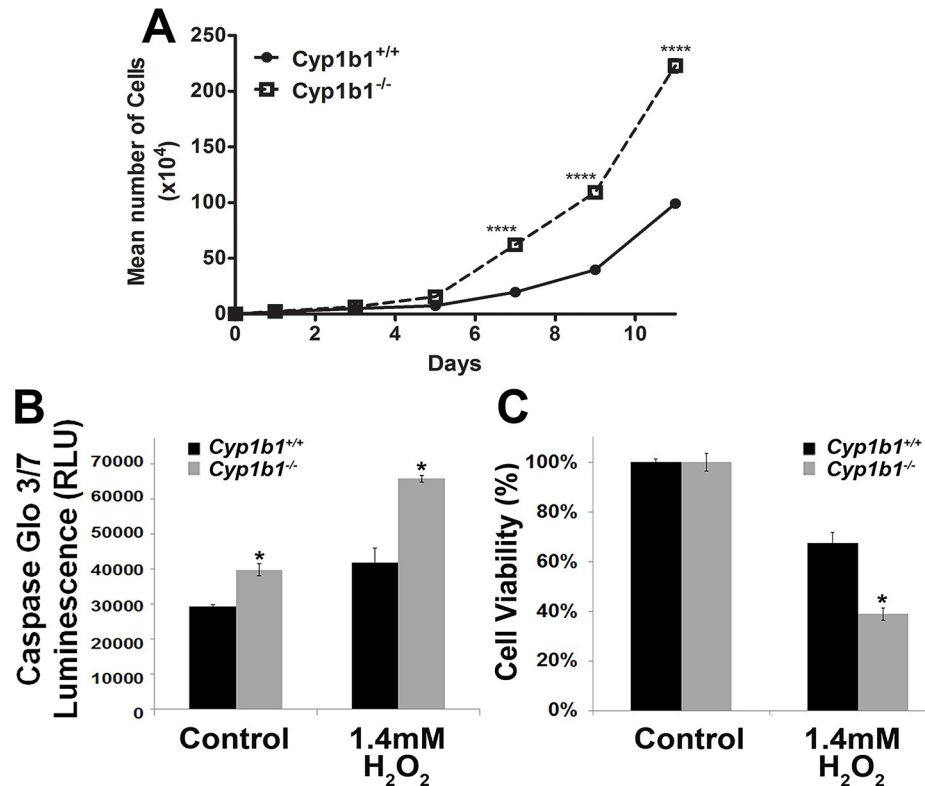 A
Mean number of Cells
(x10⁴)
250
200
150
100
50
0
Cyp1b1+/+
Cyp1b1-/-
****
****
****
0 2 4 6 8 10
Days
B
Caspase Glo 3/7
Luminescence (RLU)
70000
60000
50000
40000
30000
20000
10000
0
Cyp1b1+/+
Cyp1b1-/-
*
*
Control
1.4mM
H₂O₂
C
Cell Viability (%)
100%
80%
60%
40%
20%
0%
Cyp1b1+/+
Cyp1b1-/-
*
Control
1.4mM
H₂O₂